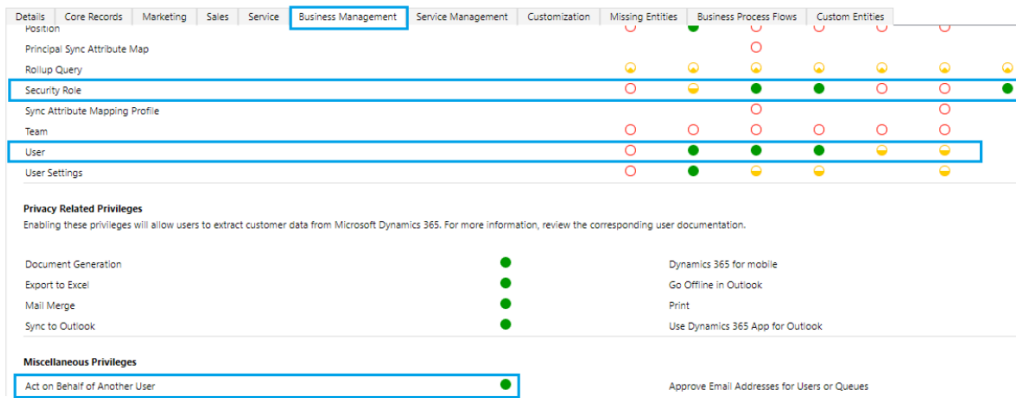 Details Core Records Marketing Sales Service Business Management Service Management Customization Missing Entities Business Process Flows Custom Entities
Position
Principal Sync Attribute Map
Rollup Query
Security Role
Sync Attribute Mapping Profile
Team
User
User Settings
Privacy Related Privileges
Enabling these privileges will allow users to extract customer data from Microsoft Dynamics 365. For more information, review the corresponding user documentation.
Document Generation Dynamics 365 for mobile
Export to Excel Go Offline in Outlook
Mail Merge Print
Sync to Outlook Use Dynamics 365 App for Outlook
Miscellaneous Privileges
Act on Behalf of Another User Approve Email Addresses for Users or Queues